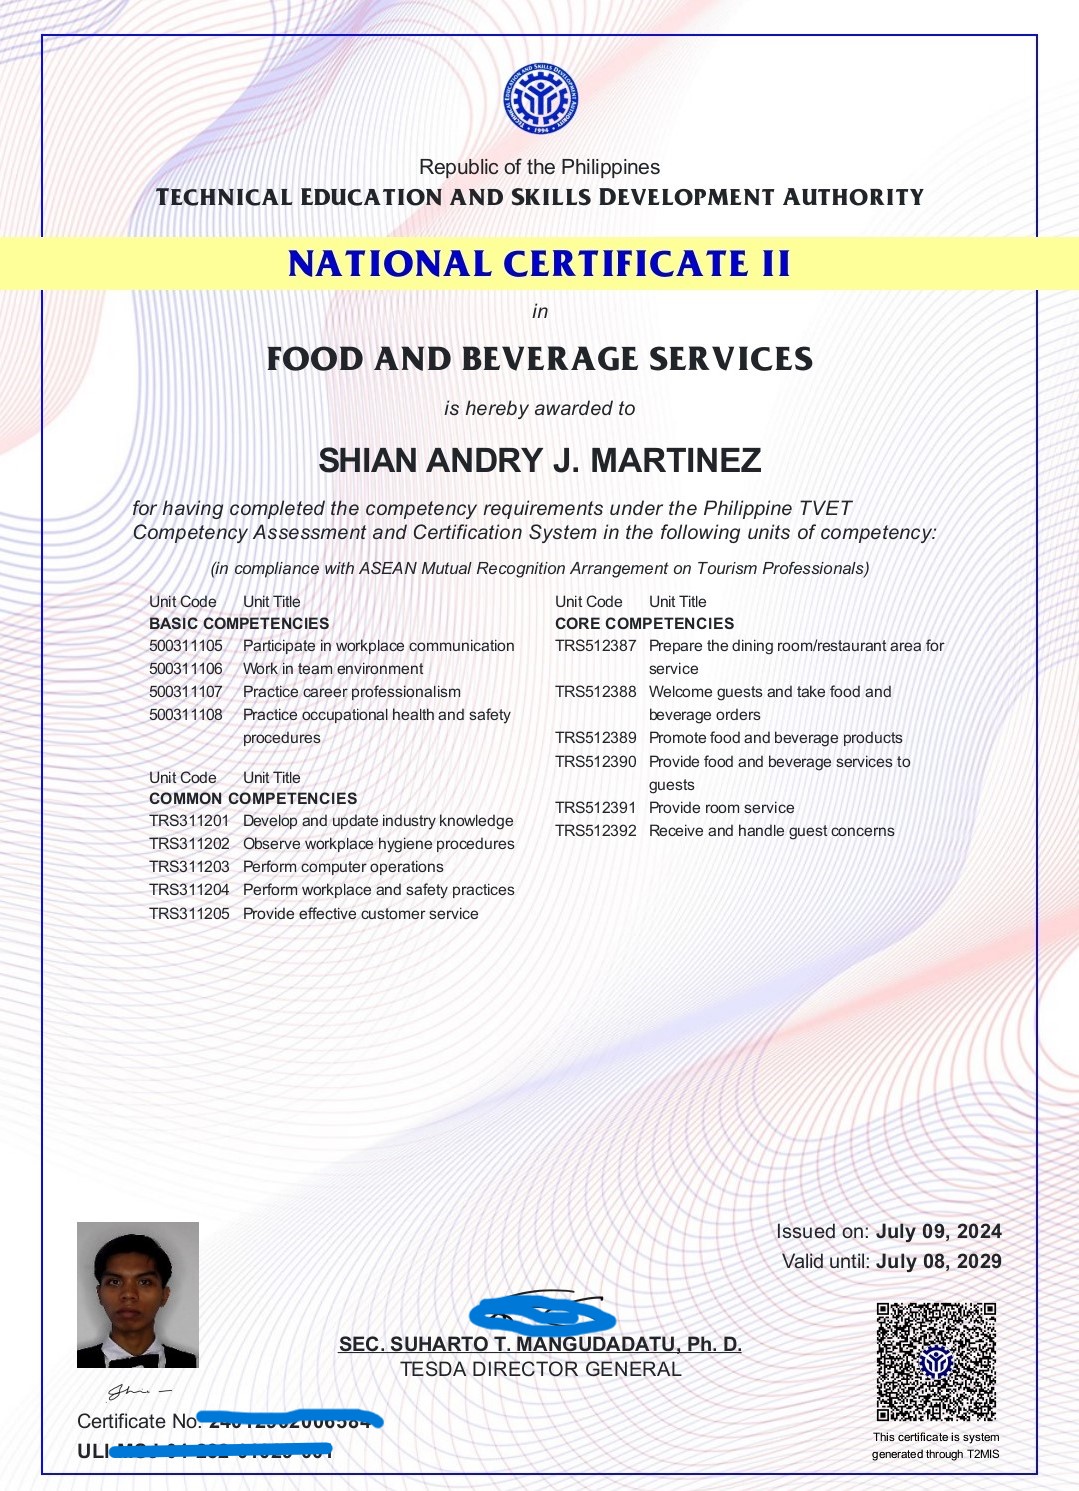 TECHNICAL EDUCATION AND SKILLS DEVELOPMENT AUTHORITY
1994
Republic of the Philippines
TECHNICAL EDUCATION AND SKILLS DEVELOPMENT AUTHORITY
NATIONAL CERTIFICATE II
in
FOOD AND BEVERAGE SERVICES
is hereby awarded to
SHIAN ANDRY J. MARTINEZ
for having completed the competency requirements under the Philippine TVET
Competency Assessment and Certification System in the following units of competency:
(in compliance with ASEAN Mutual Recognition Arrangement on Tourism Professionals)
Unit Code Unit Title
BASIC COMPETENCIES
500311105 Participate in workplace communication
500311106 Work in team environment
500311107 Practice career professionalism
500311108 Practice occupational health and safety
procedures
Unit Code Unit Title
COMMON COMPETENCIES
TRS311201 Develop and update industry knowledge
TRS311202 Observe workplace hygiene procedures
TRS311203 Perform computer operations
TRS311204 Perform workplace and safety practices
TRS311205 Provide effective customer service
Unit Code Unit Title
CORE COMPETENCIES
TRS512387 Prepare the dining room/restaurant area for
service
TRS512388 Welcome guests and take food and
beverage orders
TRS512389 Promote food and beverage products
TRS512390 Provide food and beverage services to
guests
TRS512391 Provide room service
TRS512392 Receive and handle guest concerns
Issued on: July 09, 2024
Valid until: July 08, 2029
SEC. SUHARTO T. MANGUDADATU, Ph. D.
TESDA DIRECTOR GENERAL
Certificate No:
ULI
This certificate is system
generated through T2MIS